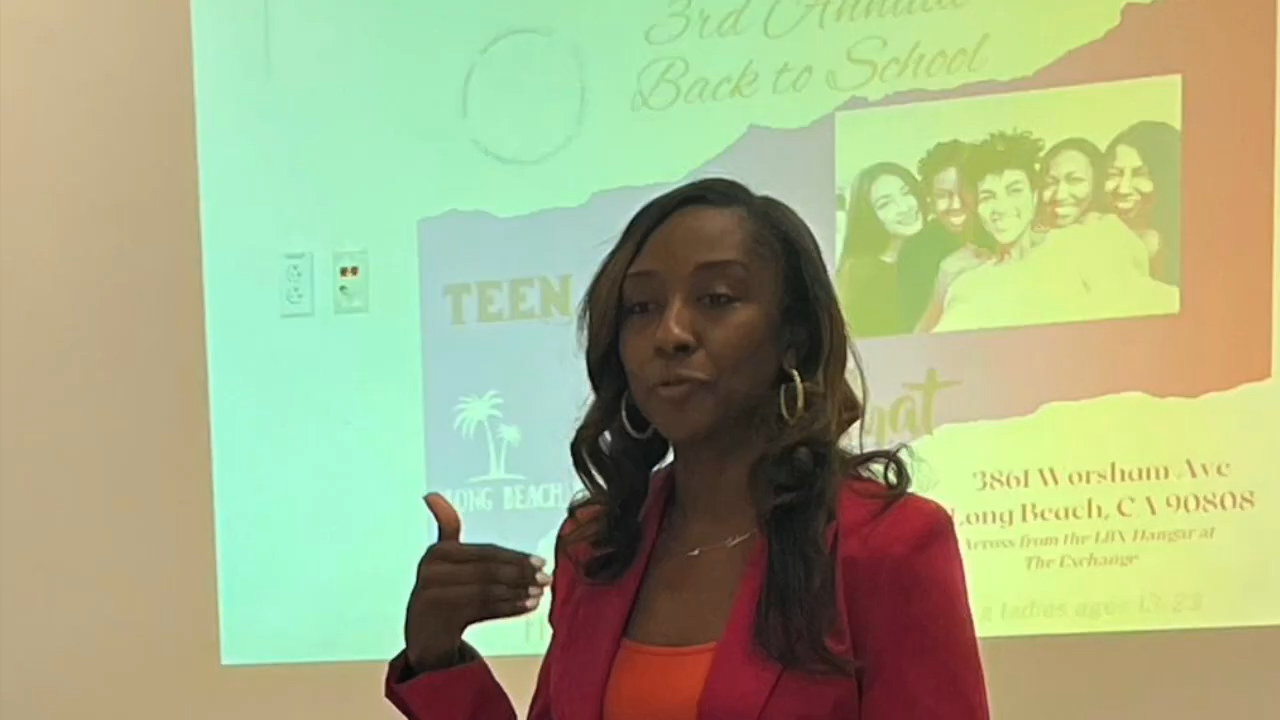 3rd Annual
Back to School
TEEN
LONG BEACH
3861 Worsham Ave
Long Beach, CA 90808
Across from the LBX Hangar at
The Exchange
ladies ages 17-23